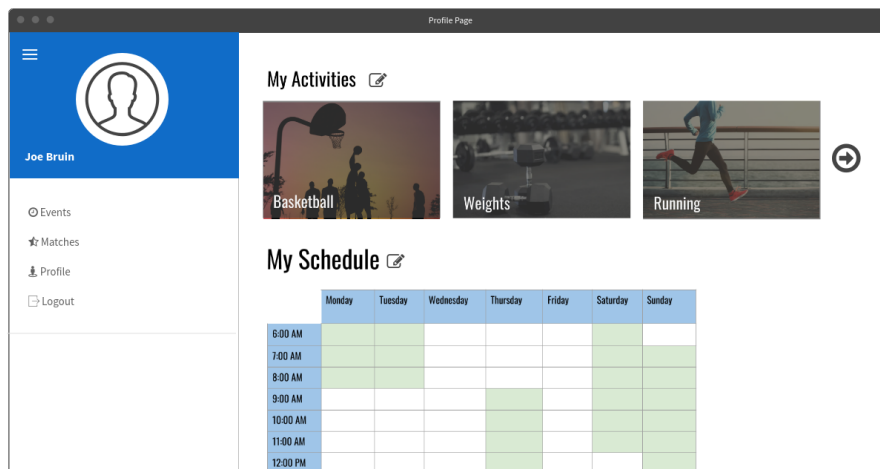 Profile Page
Joe Bruin
Events
Matches
Profile
Logout
My Activities
Basketball
Weights
Running
My Schedule
Monday Tuesday Wednesday Thursday Friday Saturday Sunday
6:00 AM
7:00 AM
8:00 AM
9:00 AM
10:00 AM
11:00 AM
12:00 PM